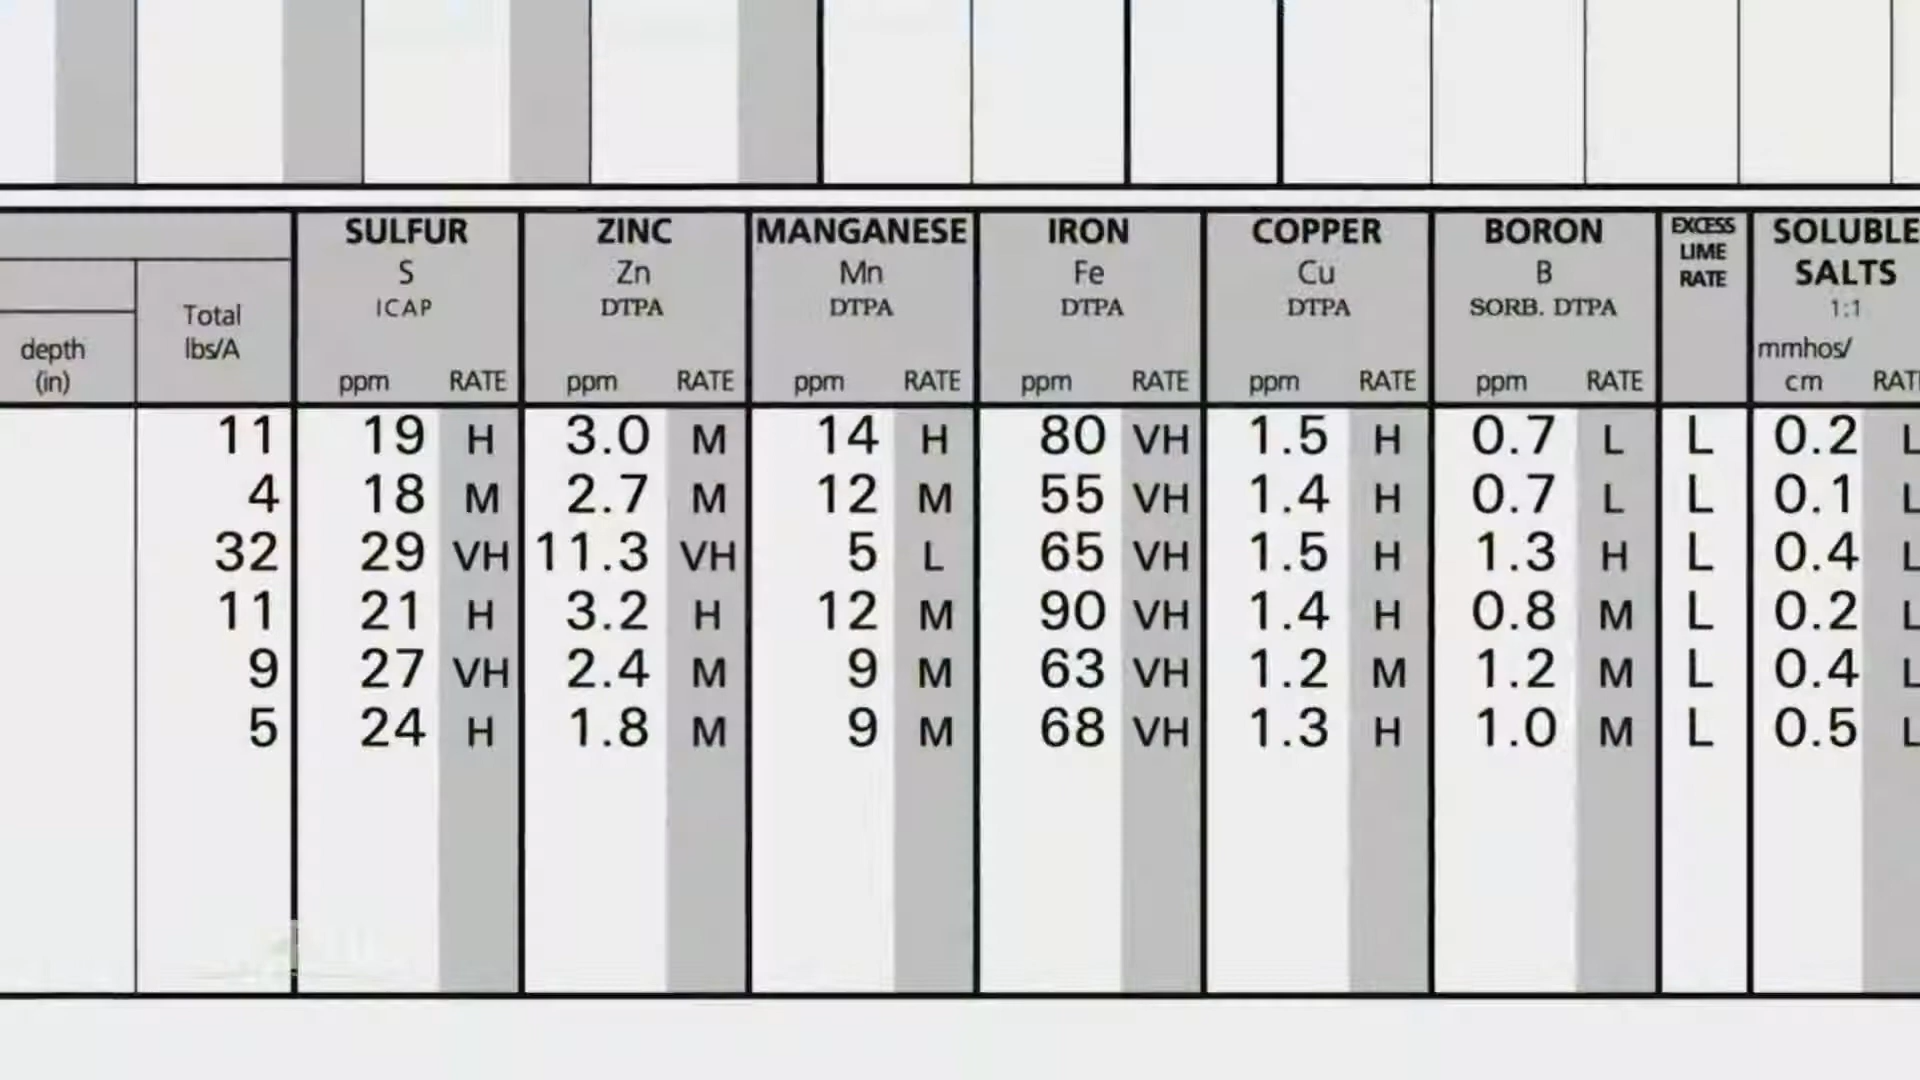 SULFUR ZINC MANGANESE IRON COPPER BORON EXCESS LIME RATE SOLUBLE SALTS
S Zn Mn Fe Cu B
ICAP DTPA DTPA DTPA DTPA SORB. DTPA 1:1
depth (in) Total lbs/A ppm RATE ppm RATE ppm RATE ppm RATE ppm RATE ppm RATE mmhos/ cm RATE
11 19 H 3.0 M 14 H 80 VH 1.5 H 0.7 L L 0.2 L
4 18 M 2.7 M 12 M 55 VH 1.4 H 0.7 L L 0.1 L
32 29 VH 11.3 VH 5 L 65 VH 1.5 H 1.3 H L 0.4 L
11 21 H 3.2 H 12 M 90 VH 1.4 H 0.8 M L 0.2 L
9 27 VH 2.4 M 9 M 63 VH 1.2 M 1.2 M L 0.4 L
5 24 H 1.8 M 9 M 68 VH 1.3 H 1.0 M L 0.5 L